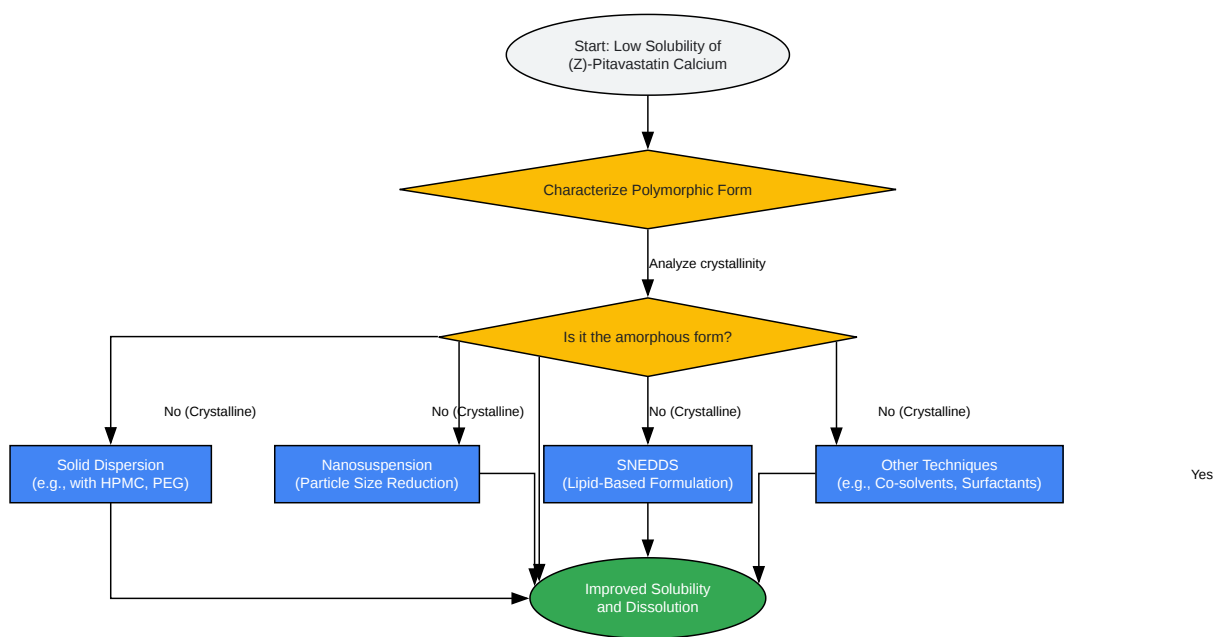 Start: Low Solubility of
(Z)-Pitavastatin Calcium
Characterize Polymorphic Form
Analyze crystallinity
Is it the amorphous form?
No (Crystalline)
No (Crystalline)
No (Crystalline)
No (Crystalline)
Solid Dispersion
(e.g., with HPMC, PEG)
Nanosuspension
(Particle Size Reduction)
SNEDDS
(Lipid-Based Formulation)
Other Techniques
(e.g., Co-solvents, Surfactants)
Yes
Improved Solubility
and Dissolution